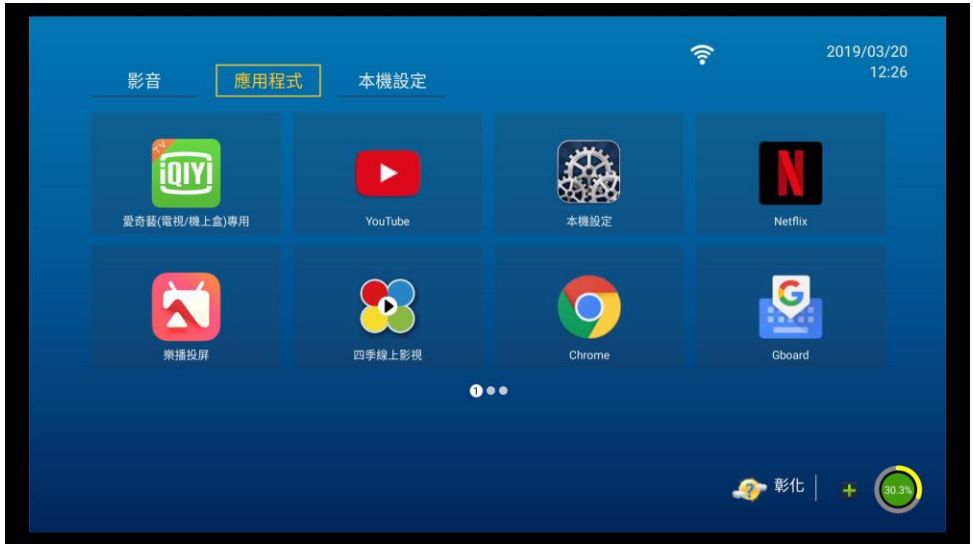 2019/03/20
12:26
影音 應用程式 本機設定
TV
iQIYI
愛奇藝(電視/機上盒)專用 YouTube 本機設定 Netflix
N
G
樂播投屏 四季線上影視 Chrome Gboard
1
? 彰化 + 30.3%